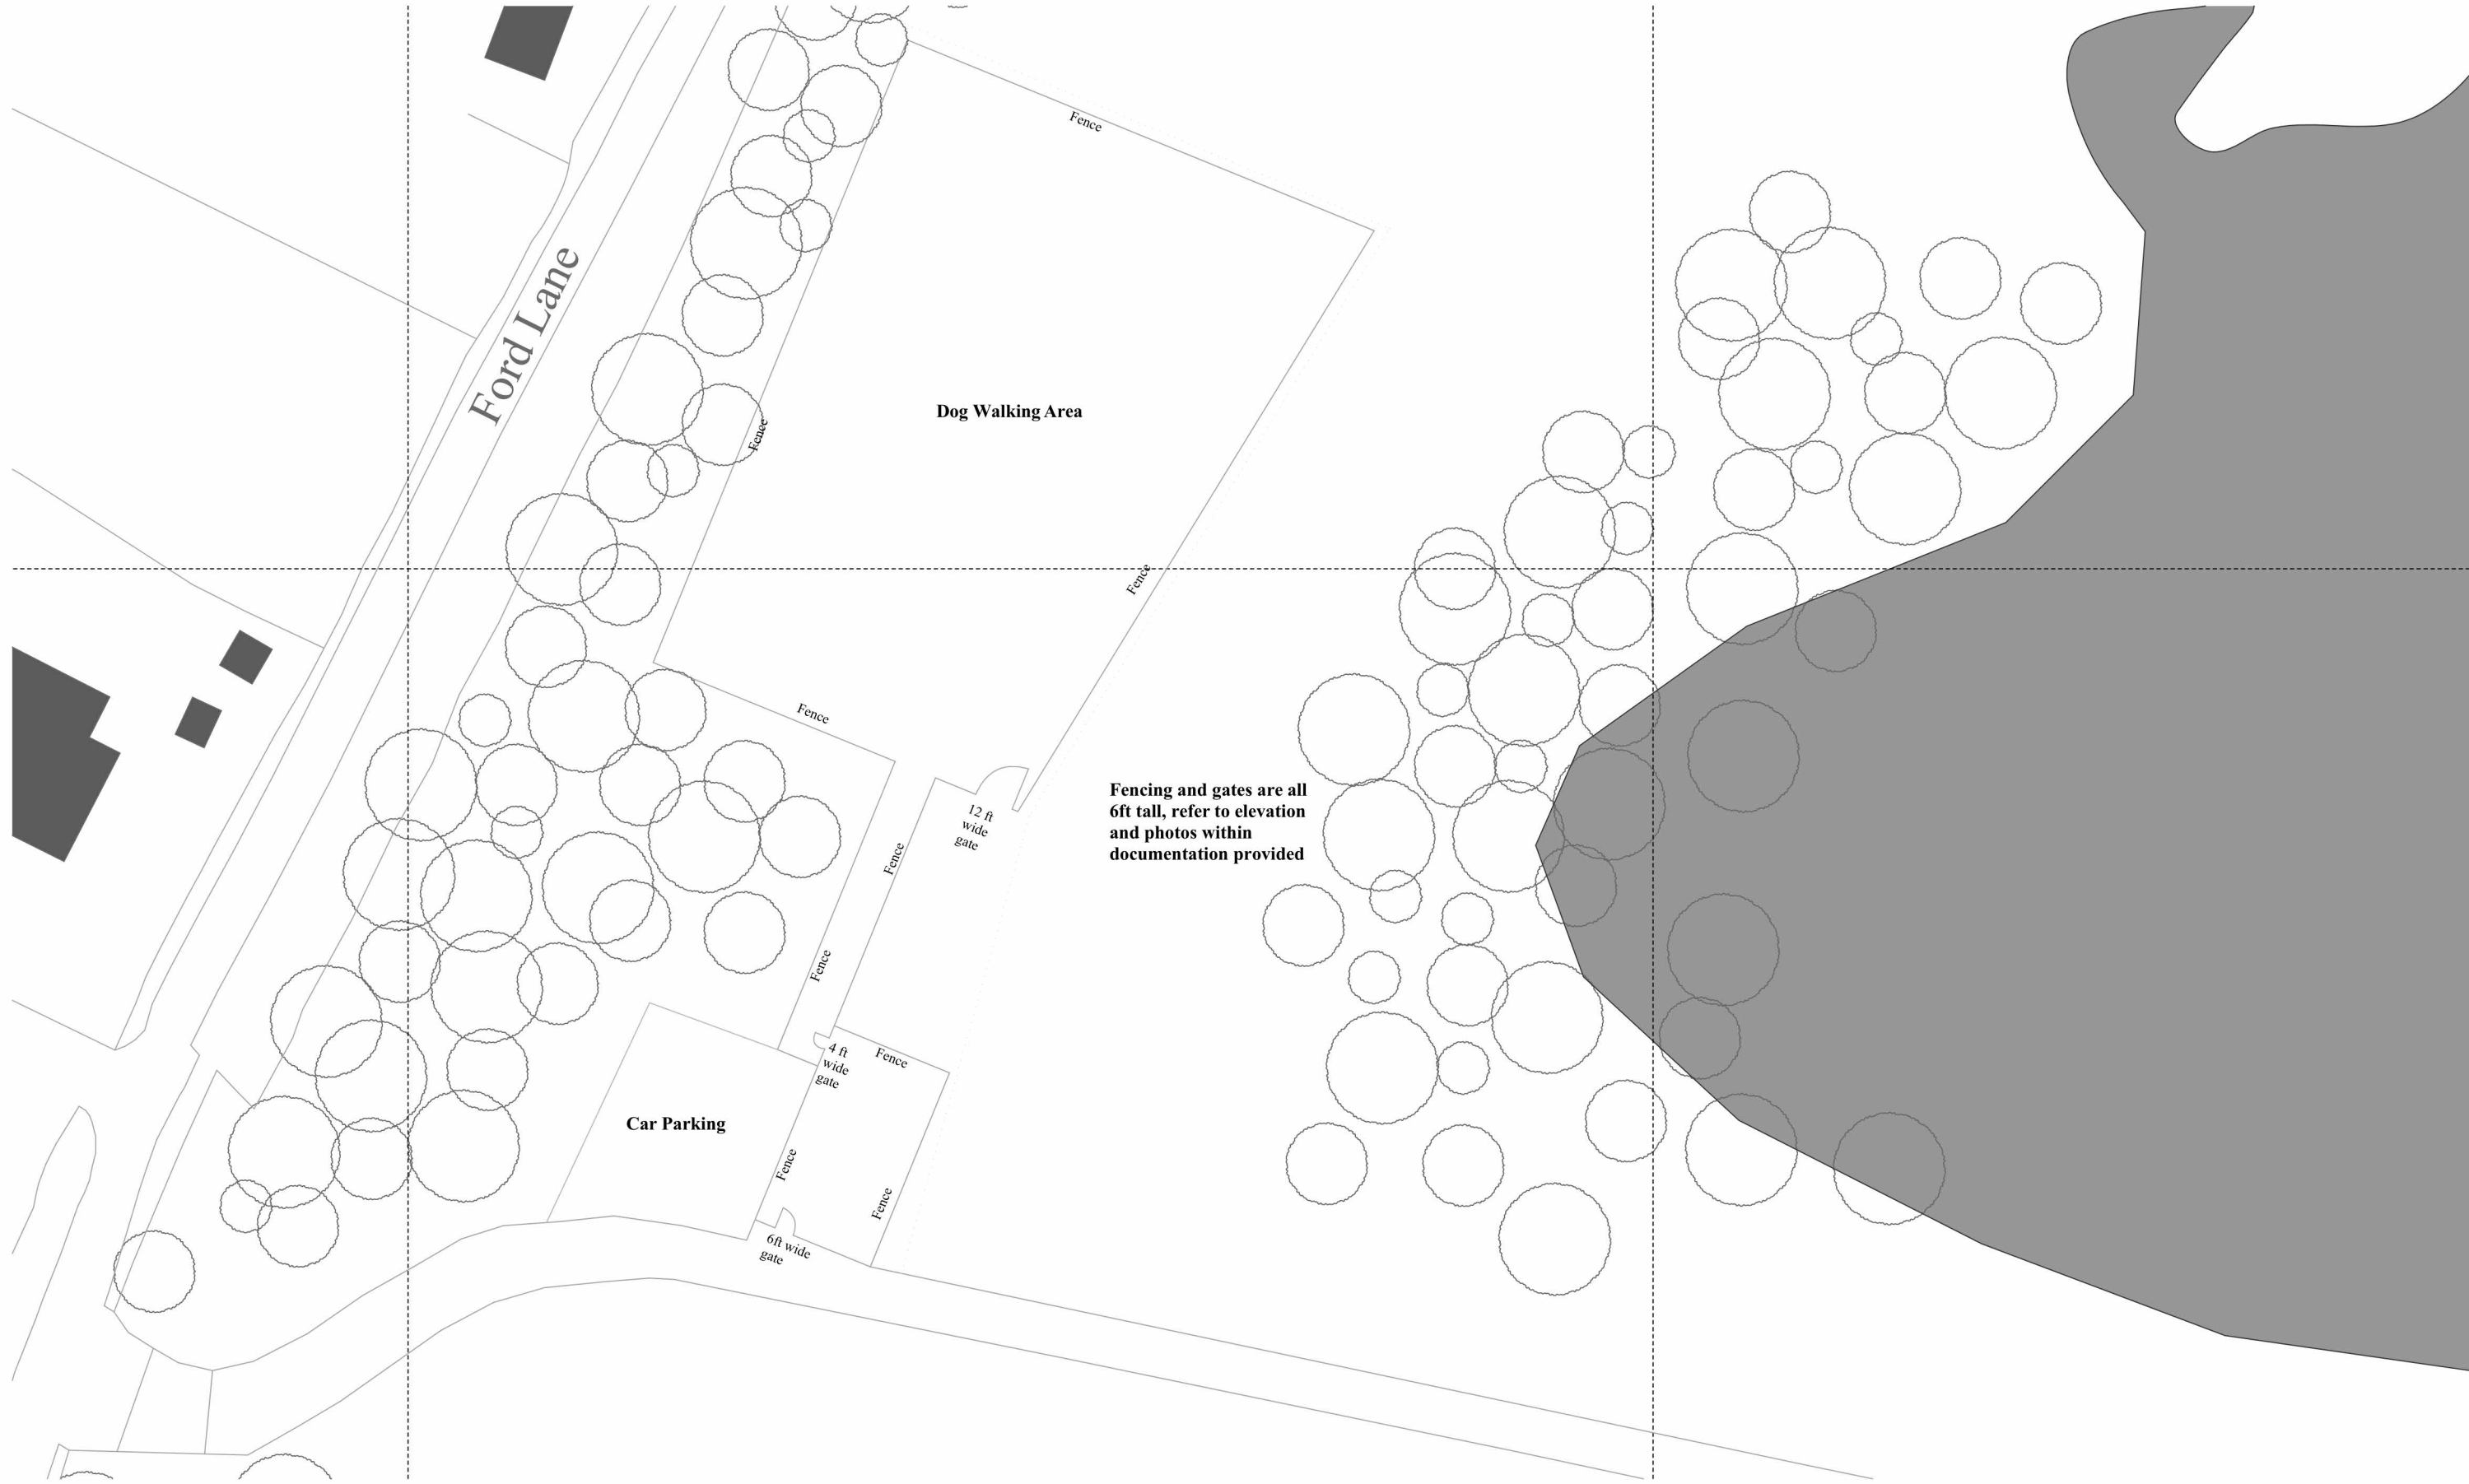 Fence
Ford Lane
Dog Walking Area
Fence
Fence
Fence
12 ft
wide
gate
Fencing and gates are all
6ft tall, refer to elevation
and photos within
documentation provided
Fence
Fence
4 ft
wide
gate
Fence
Car Parking
Fence
Fence
6ft wide
gate